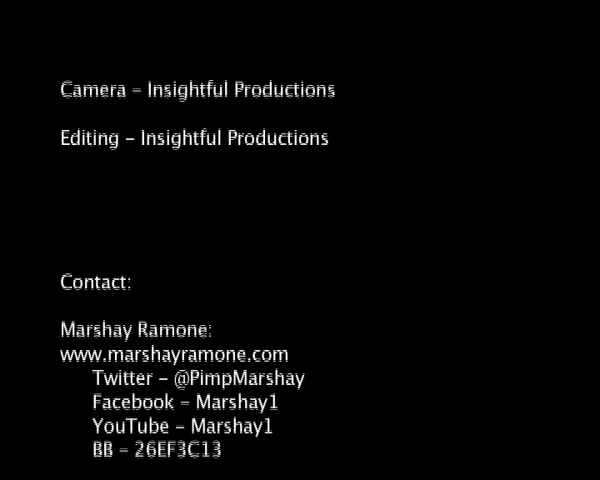 Camera – Insightful Productions
Editing – Insightful Productions
Contact:
Marshay Ramone:
www.marshayramone.com
Twitter – @PimpMarshay
Facebook – Marshay1
YouTube – Marshay1
BB – 26EF3C13